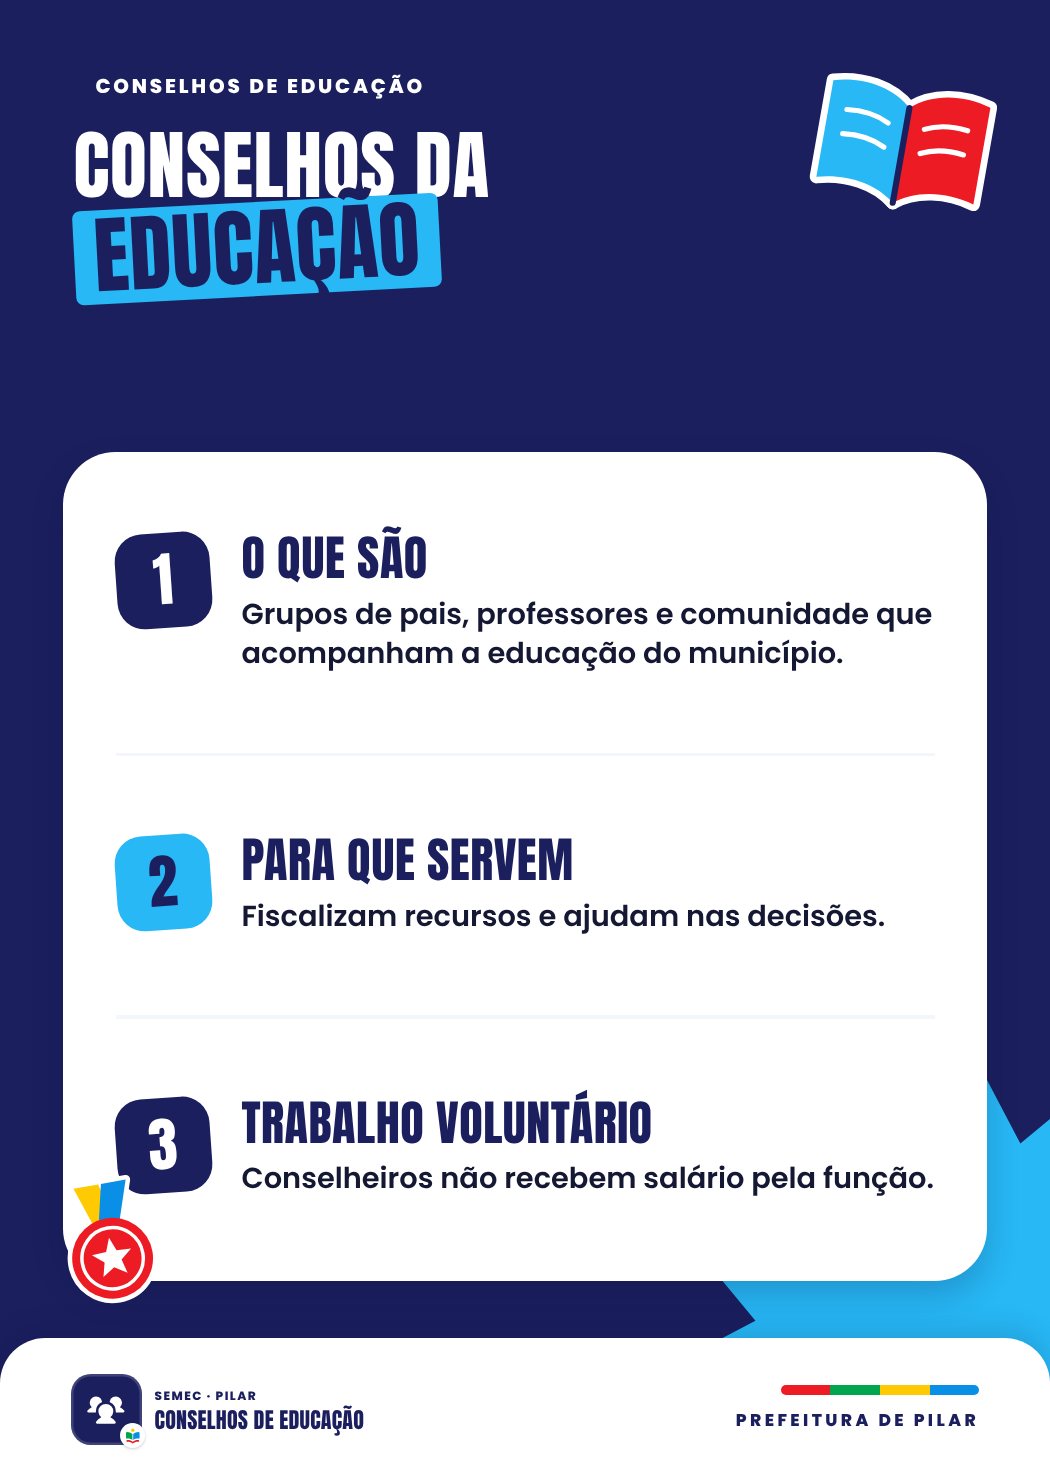 CONSELHOS DE EDUCAÇÃO
CONSELHOS DA
EDUCAÇÃO
1
O QUE SÃO
Grupos de pais, professores e comunidade que
acompanham a educação do município.
2
PARA QUE SERVEM
Fiscalizam recursos e ajudam nas decisões.
3
TRABALHO VOLUNTÁRIO
Conselheiros não recebem salário pela função.
SEMEC · PILAR
CONSELHOS DE EDUCAÇÃO
PREFEITURA DE PILAR